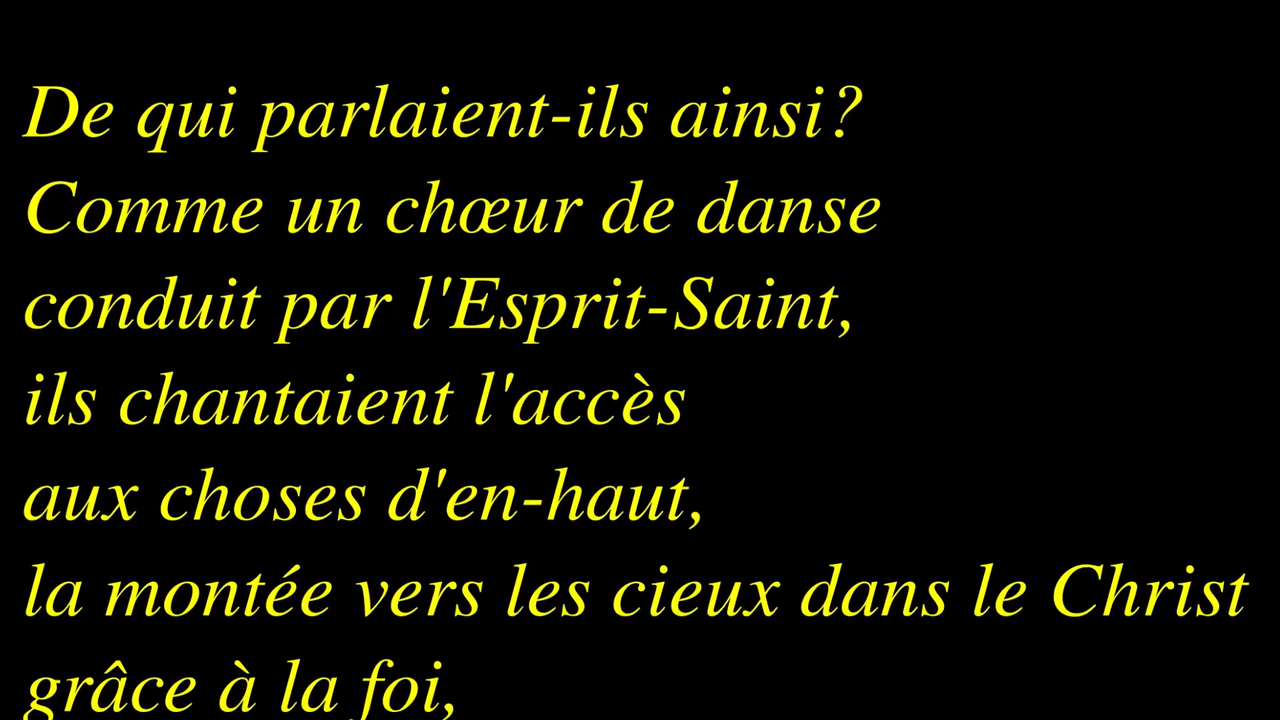 De qui parlaient-ils ainsi?
Comme un chœur de danse
conduit par l'Esprit-Saint,
ils chantaient l'accès
aux choses d'en-haut,
la montée vers les cieux dans le Christ
grâce à la foi,